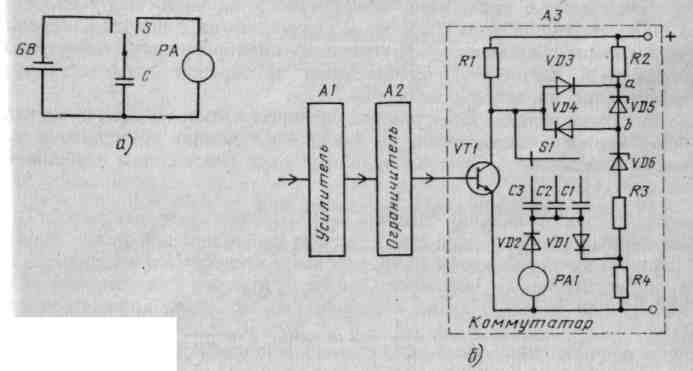 а)
GB
S
C
PA
A1
Усилитель
A2
Ограничитель
A3
+
R1
VD3
R2
a
VD4
VD5
b
VT1
S1
VD6
C3 C2 C1
R3
VD2 VD1
PA1
R4
−
Коммутатор
б)